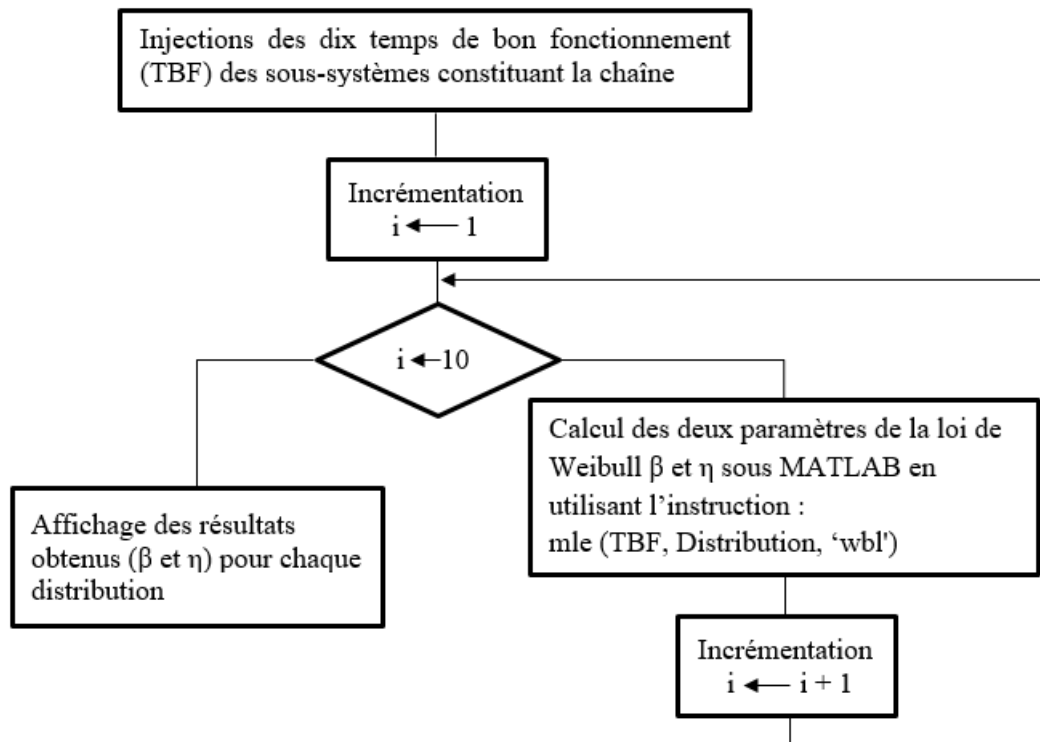 Injections des dix temps de bon fonctionnement
(TBF) des sous-systèmes constituant la chaîne
Incrémentation
i ← 1
i ←10
Calcul des deux paramètres de la loi de
Weibull β et η sous MATLAB en
utilisant l’instruction :
mle (TBF, Distribution, ‘wbl')
Affichage des résultats
obtenus (β et η) pour chaque
distribution
Incrémentation
i ← i + 1